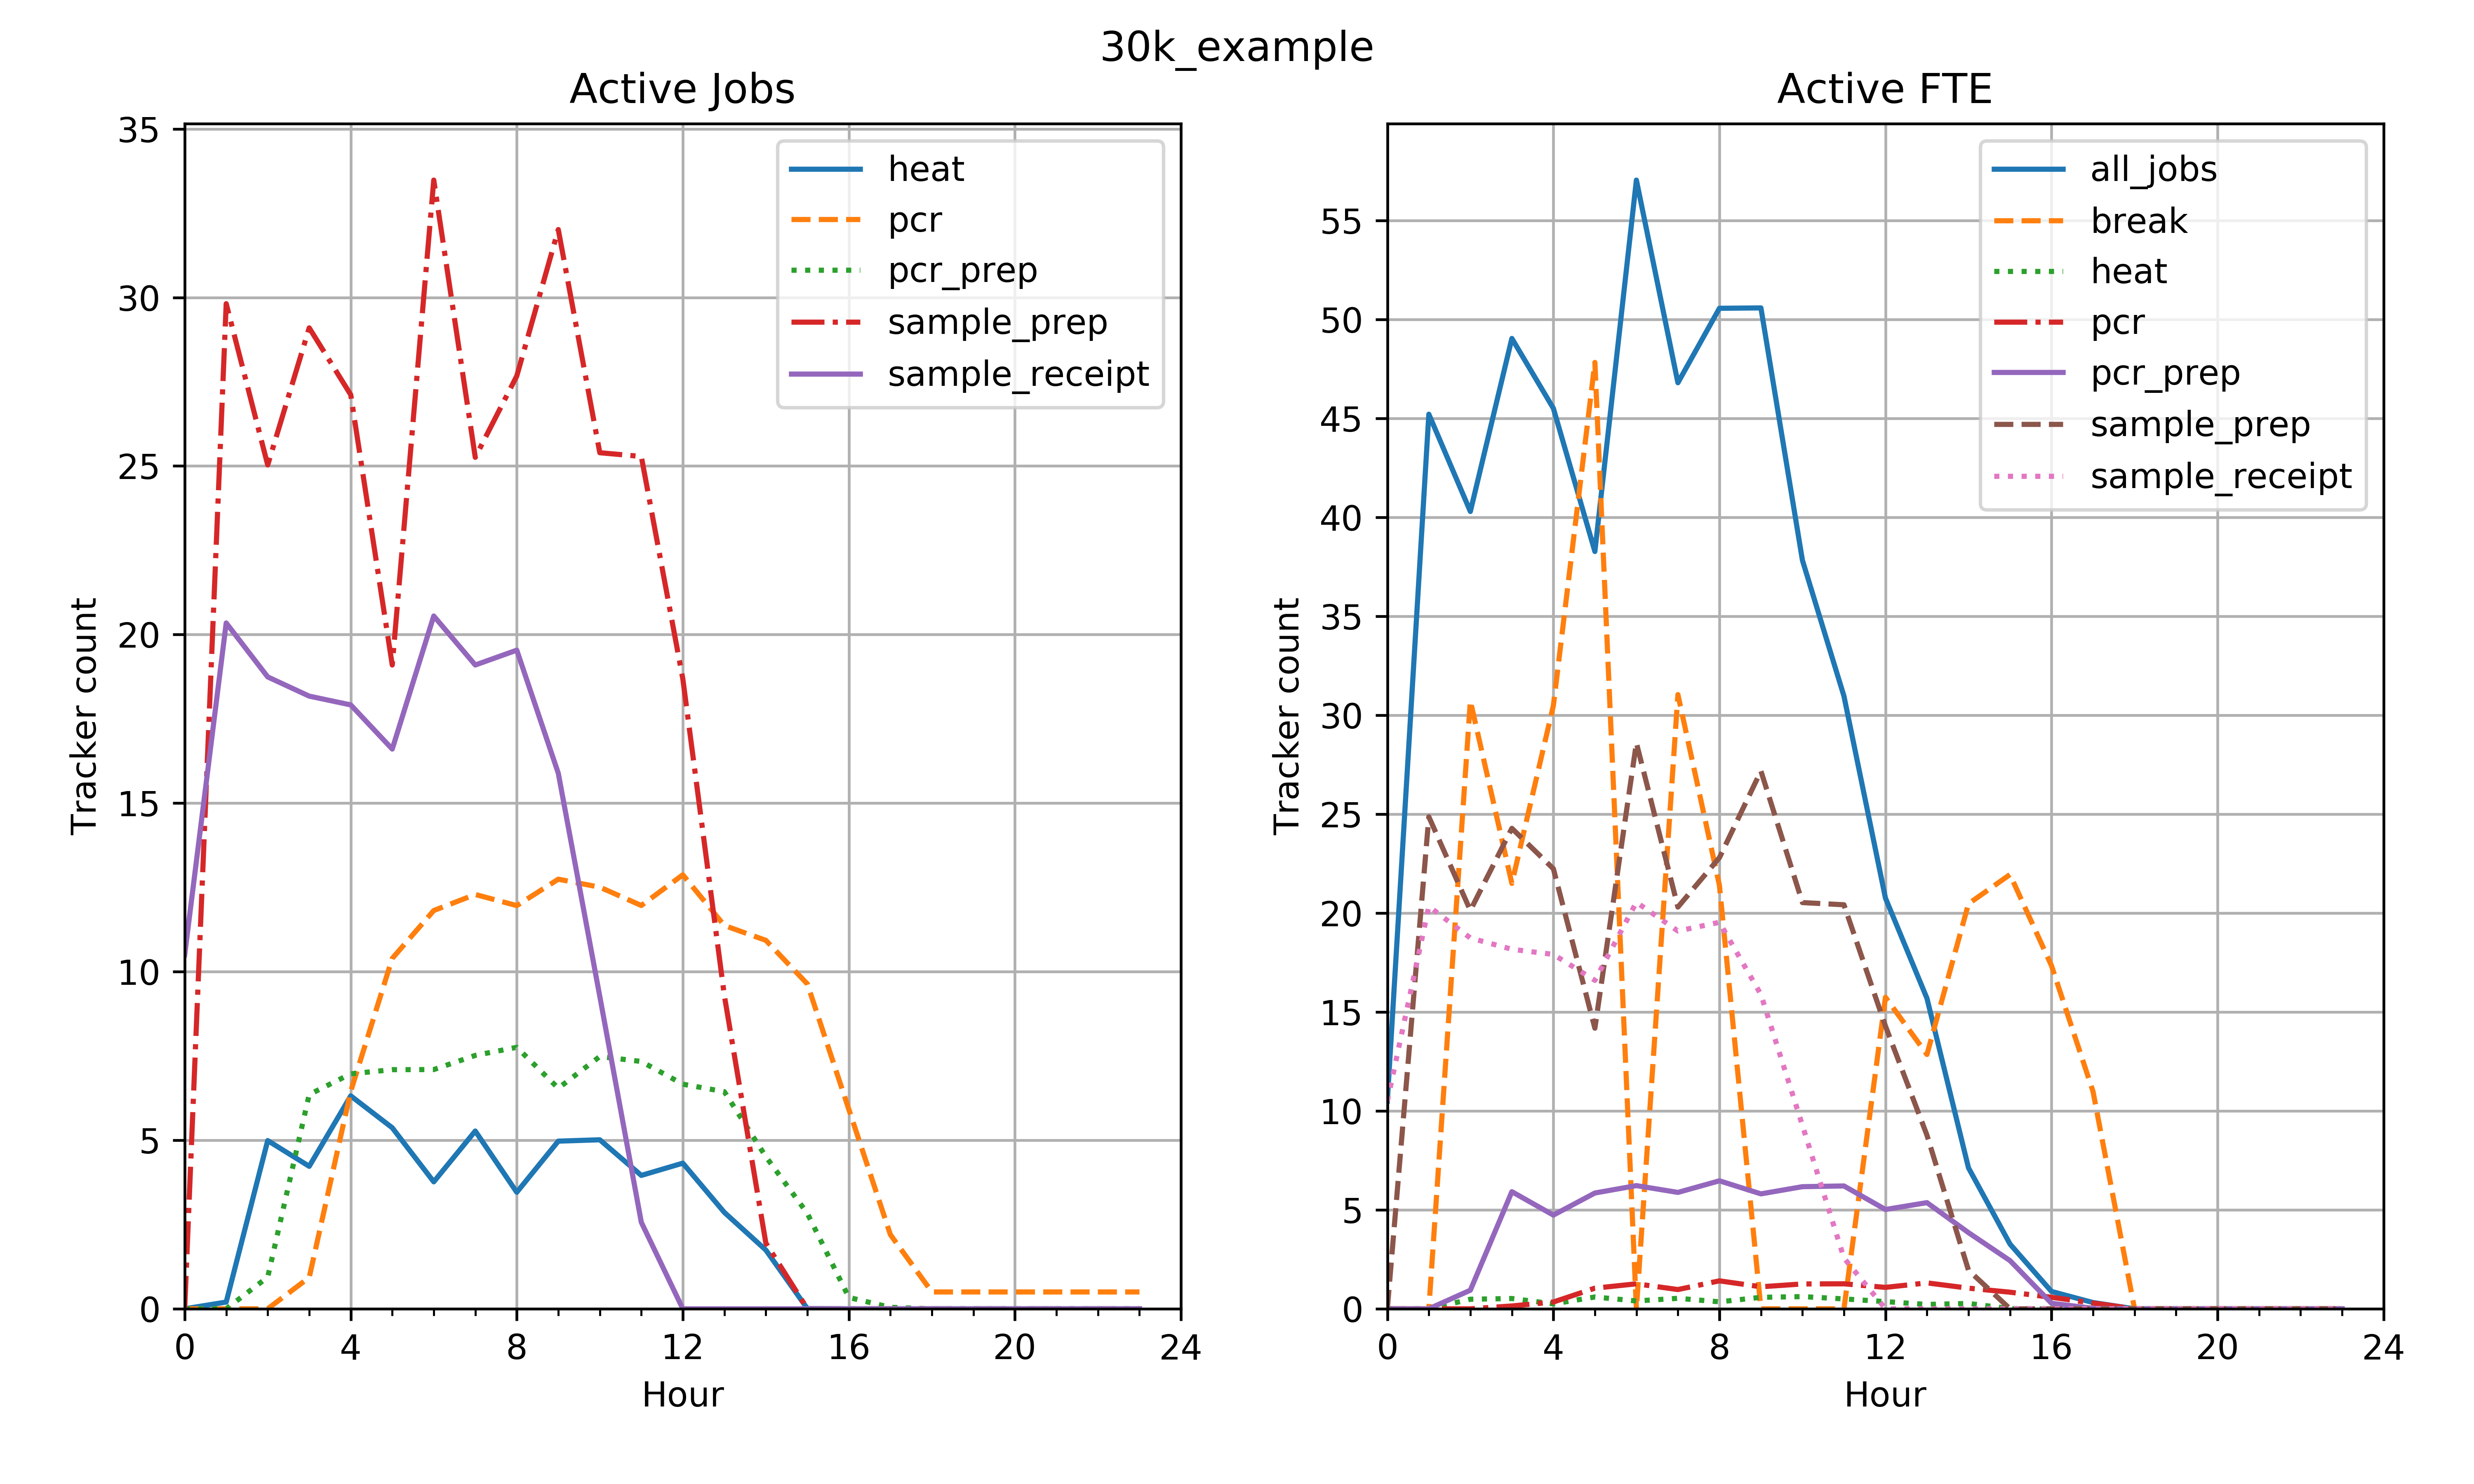 30k_example
Active Jobs
35
30
25
20
15
10
5
0
Tracker count
0 4 8 12 16 20 24
Hour
heat
pcr
pcr_prep
sample_prep
sample_receipt
Active FTE
55
50
45
40
35
30
25
20
15
10
5
0
Tracker count
0 4 8 12 16 20 24
Hour
all_jobs
break
heat
pcr
pcr_prep
sample_prep
sample_receipt